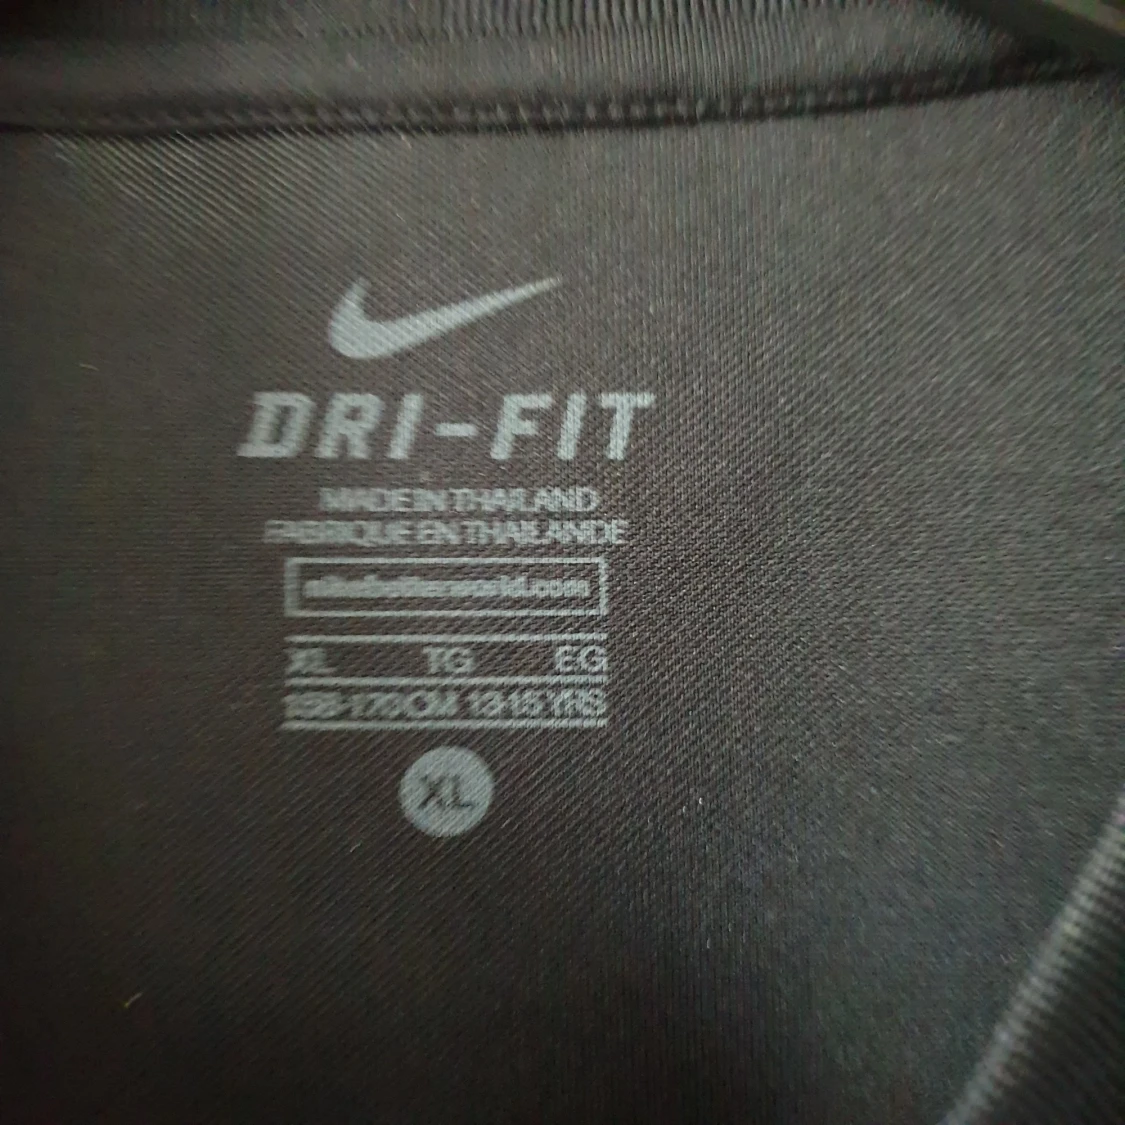 DRI-FIT
MADE IN THAILAND
FABRIQUE EN THAILANDE
nikebetterworld.com
XL TG EG
158-170CM 13-15 YRS
XL